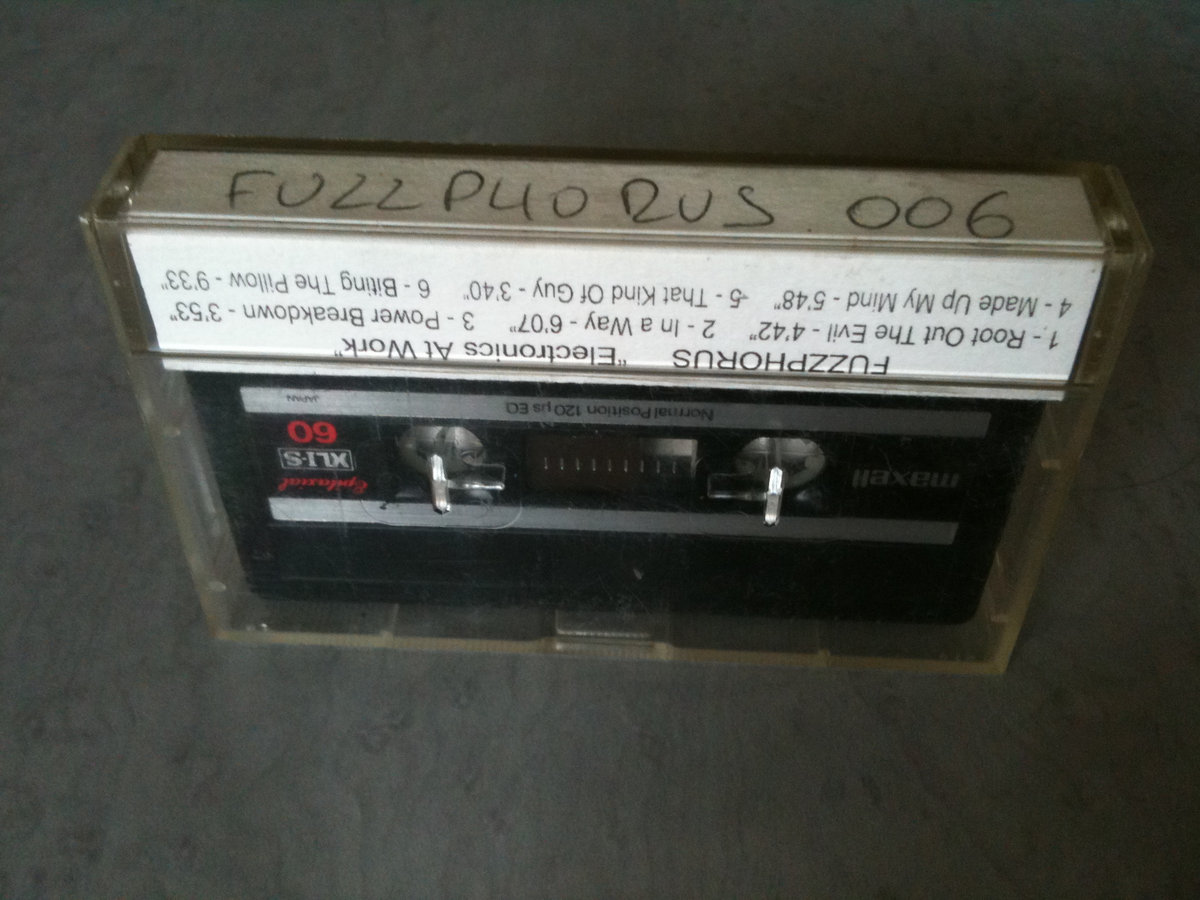 FUZZPHORUS 006
FUZZPHORUS "Electronics At Work"
1 - Root Out The Evil - 4'42" 2 - In a Way - 6'07" 3 - Power Breakdown - 3'53"
4 - Made Up My Mind - 5'48" 5 - That Kind Of Guy - 3'40" 6 - Biting The Pillow - 9'33"
maxell
Epitaxial
XLI-S
60
Normal Position 120 µs EQ
JAPAN